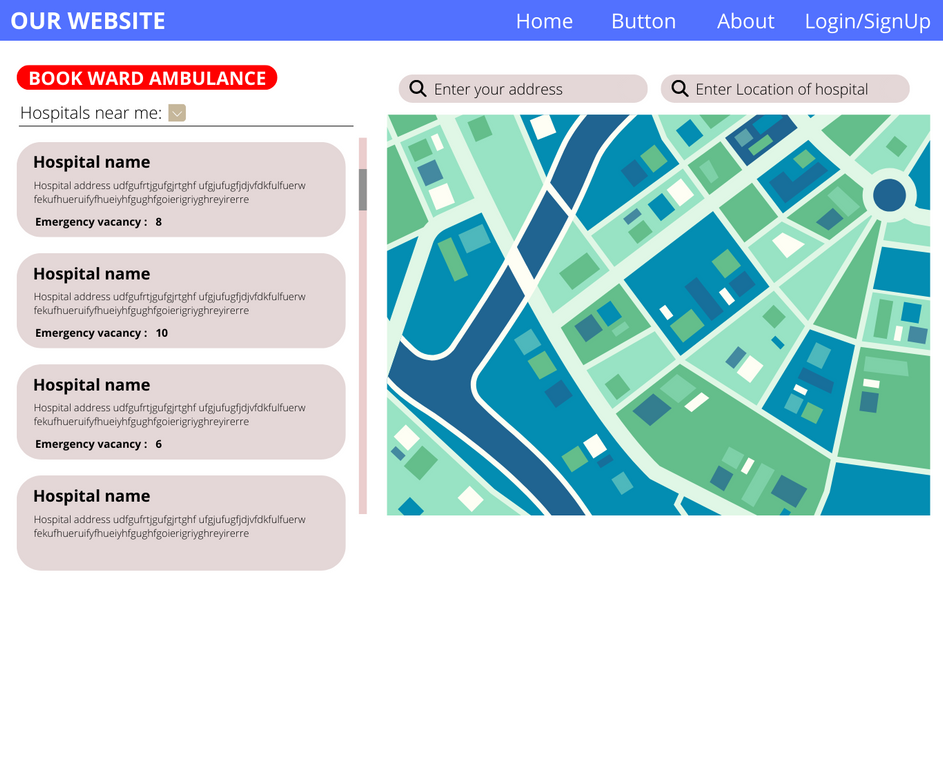 OUR WEBSITE
Home Button About Login/SignUp
BOOK WARD AMBULANCE
Enter your address
Enter Location of hospital
Hospitals near me:
Hospital name
Hospital address udfgufrtjgufgjrtghf ufgjufugfjdjvfdkfulfuerw
fekufhueruifyfhueiyhfgughfgoierigriyghreyirerre
Emergency vacancy : 8
Hospital name
Hospital address udfgufrtjgufgjrtghf ufgjufugfjdjvfdkfulfuerw
fekufhueruifyfhueiyhfgughfgoierigriyghreyirerre
Emergency vacancy : 10
Hospital name
Hospital address udfgufrtjgufgjrtghf ufgjufugfjdjvfdkfulfuerw
fekufhueruifyfhueiyhfgughfgoierigriyghreyirerre
Emergency vacancy : 6
Hospital name
Hospital address udfgufrtjgufgjrtghf ufgjufugfjdjvfdkfulfuerw
fekufhueruifyfhueiyhfgughfgoierigriyghreyirerre